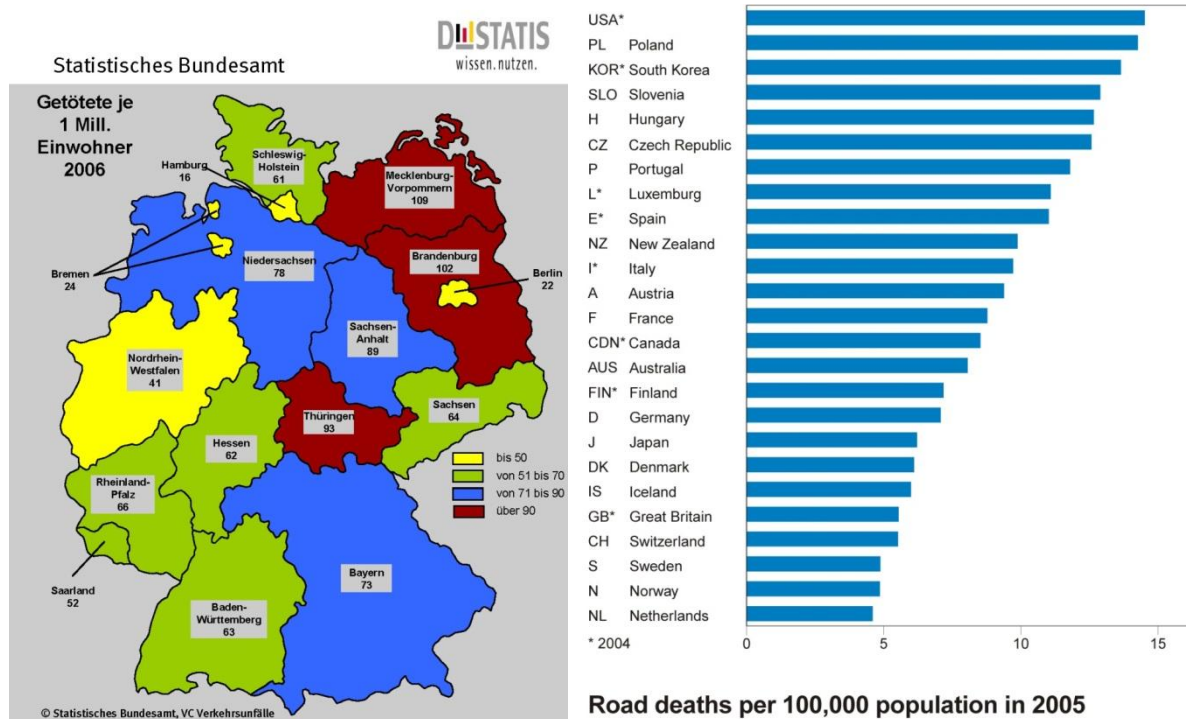 DESTATIS
wissen.nutzen.
Statistisches Bundesamt
Getötete je
1 Mill.
Einwohner
2006
Schleswig-
Holstein
61
Hamburg
16
Mecklenburg-
Vorpommern
109
Bremen
24
Niedersachsen
78
Brandenburg
102
Berlin
22
Sachsen-
Anhalt
89
Nordrhein-
Westfalen
41
Thüringen
93
Sachsen
64
Hessen
62
Rheinland-
Pfalz
66
Saarland
52
Bayern
73
Baden-
Württemberg
63
bis 50
von 51 bis 70
von 71 bis 90
über 90
© Statistisches Bundesamt, VC Verkehrsunfälle
USA*
PL Poland
KOR* South Korea
SLO Slovenia
H Hungary
CZ Czech Republic
P Portugal
L* Luxemburg
E* Spain
NZ New Zealand
I* Italy
A Austria
F France
CDN* Canada
AUS Australia
FIN* Finland
D Germany
J Japan
DK Denmark
IS Iceland
GB* Great Britain
CH Switzerland
S Sweden
N Norway
NL Netherlands
* 2004
0 5 10 15
Road deaths per 100,000 population in 2005